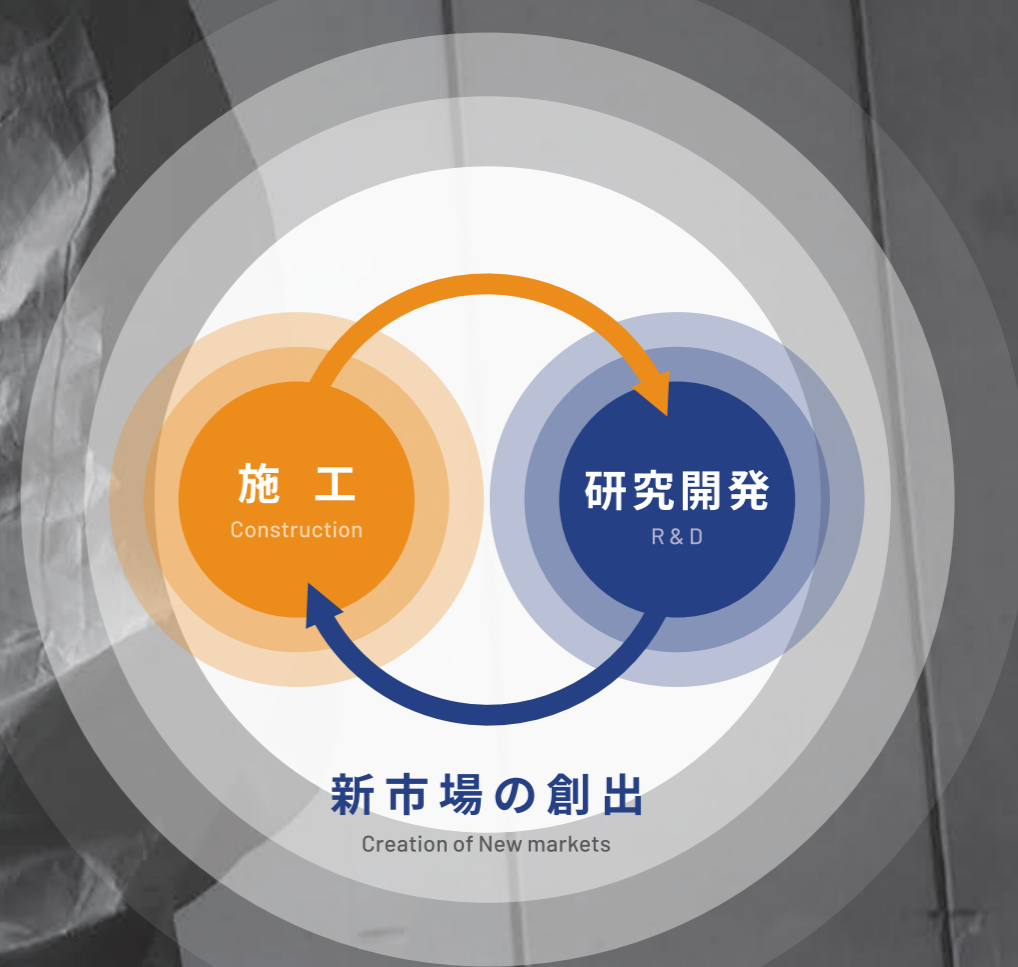 施 工
Construction
研究開発
R & D
新市場の創出
Creation of New markets